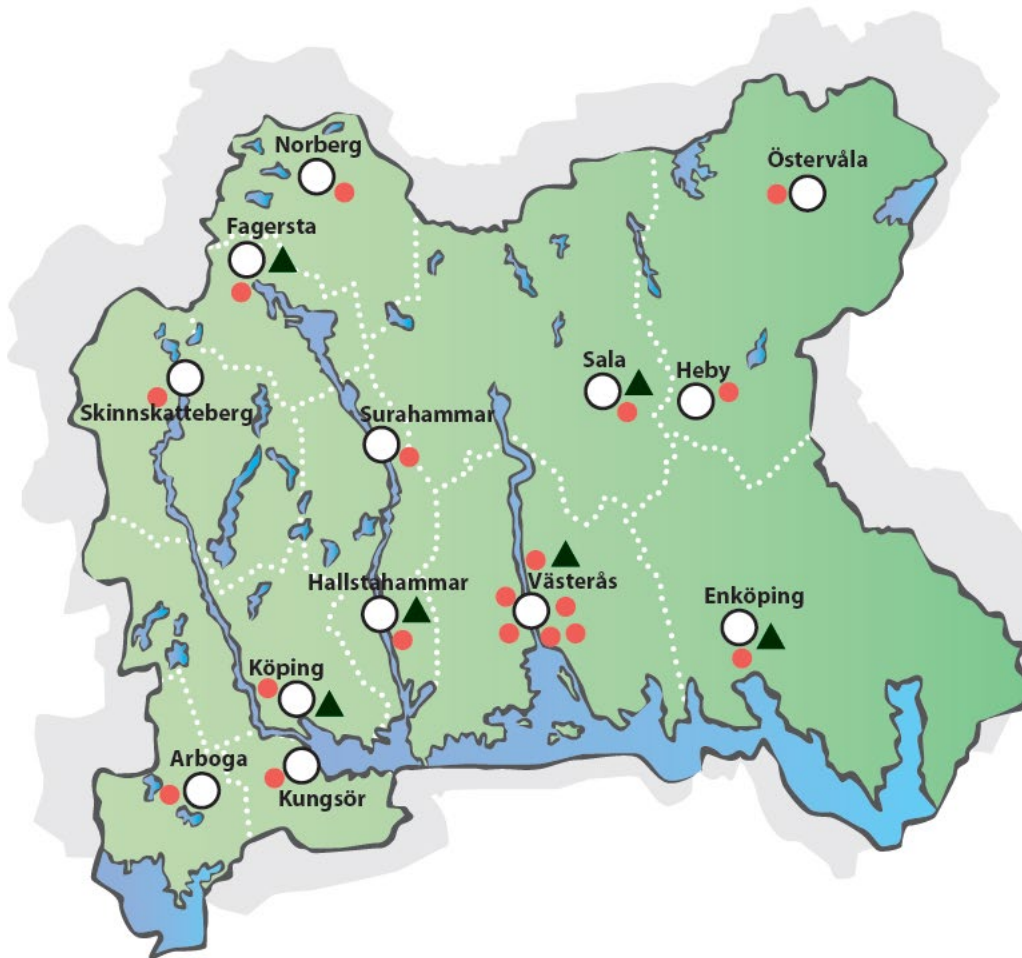 Norberg
Östervåla
Fagersta
Sala
Heby
Skinnskatteberg
Surahammar
Hallstahammar
Västerås
Enköping
Köping
Arboga
Kungsör